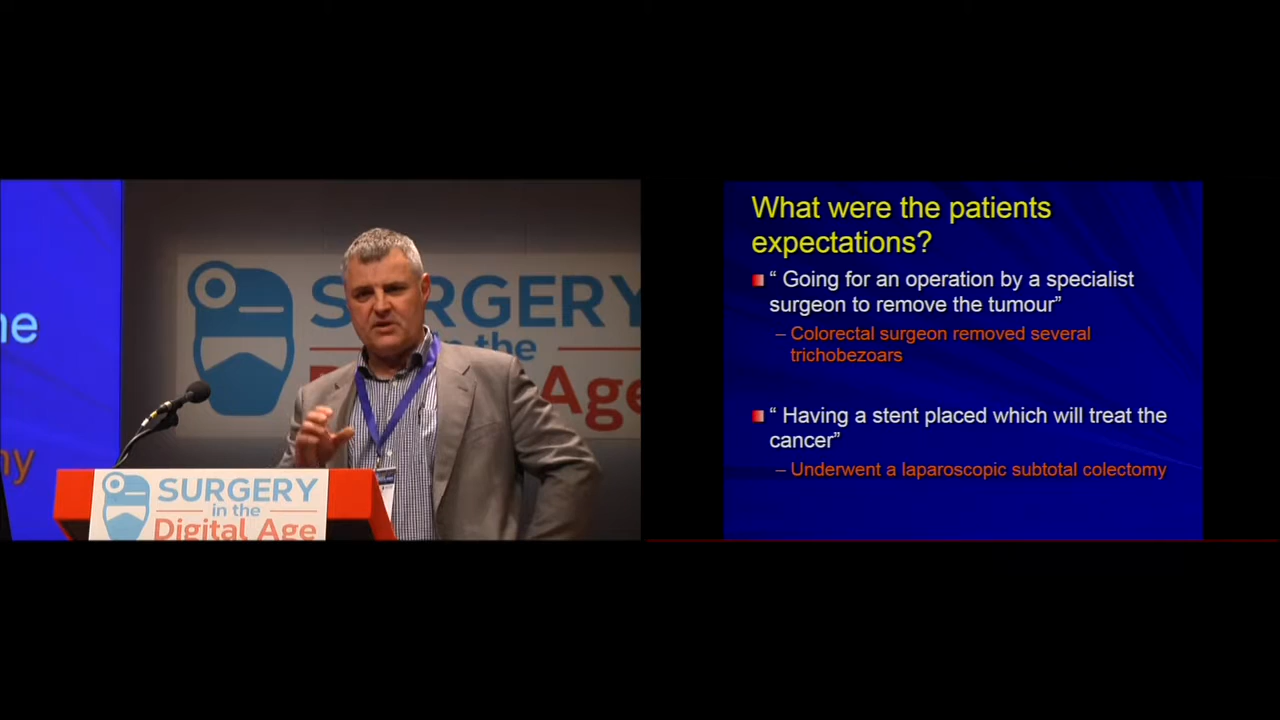 he
ny
SURGERY
in the
Age
SURGERY
in the
Digital Age
What were the patients
expectations?
“ Going for an operation by a specialist
surgeon to remove the tumour”
– Colorectal surgeon removed several
trichobezoars
“ Having a stent placed which will treat the
cancer”
– Underwent a laparoscopic subtotal colectomy